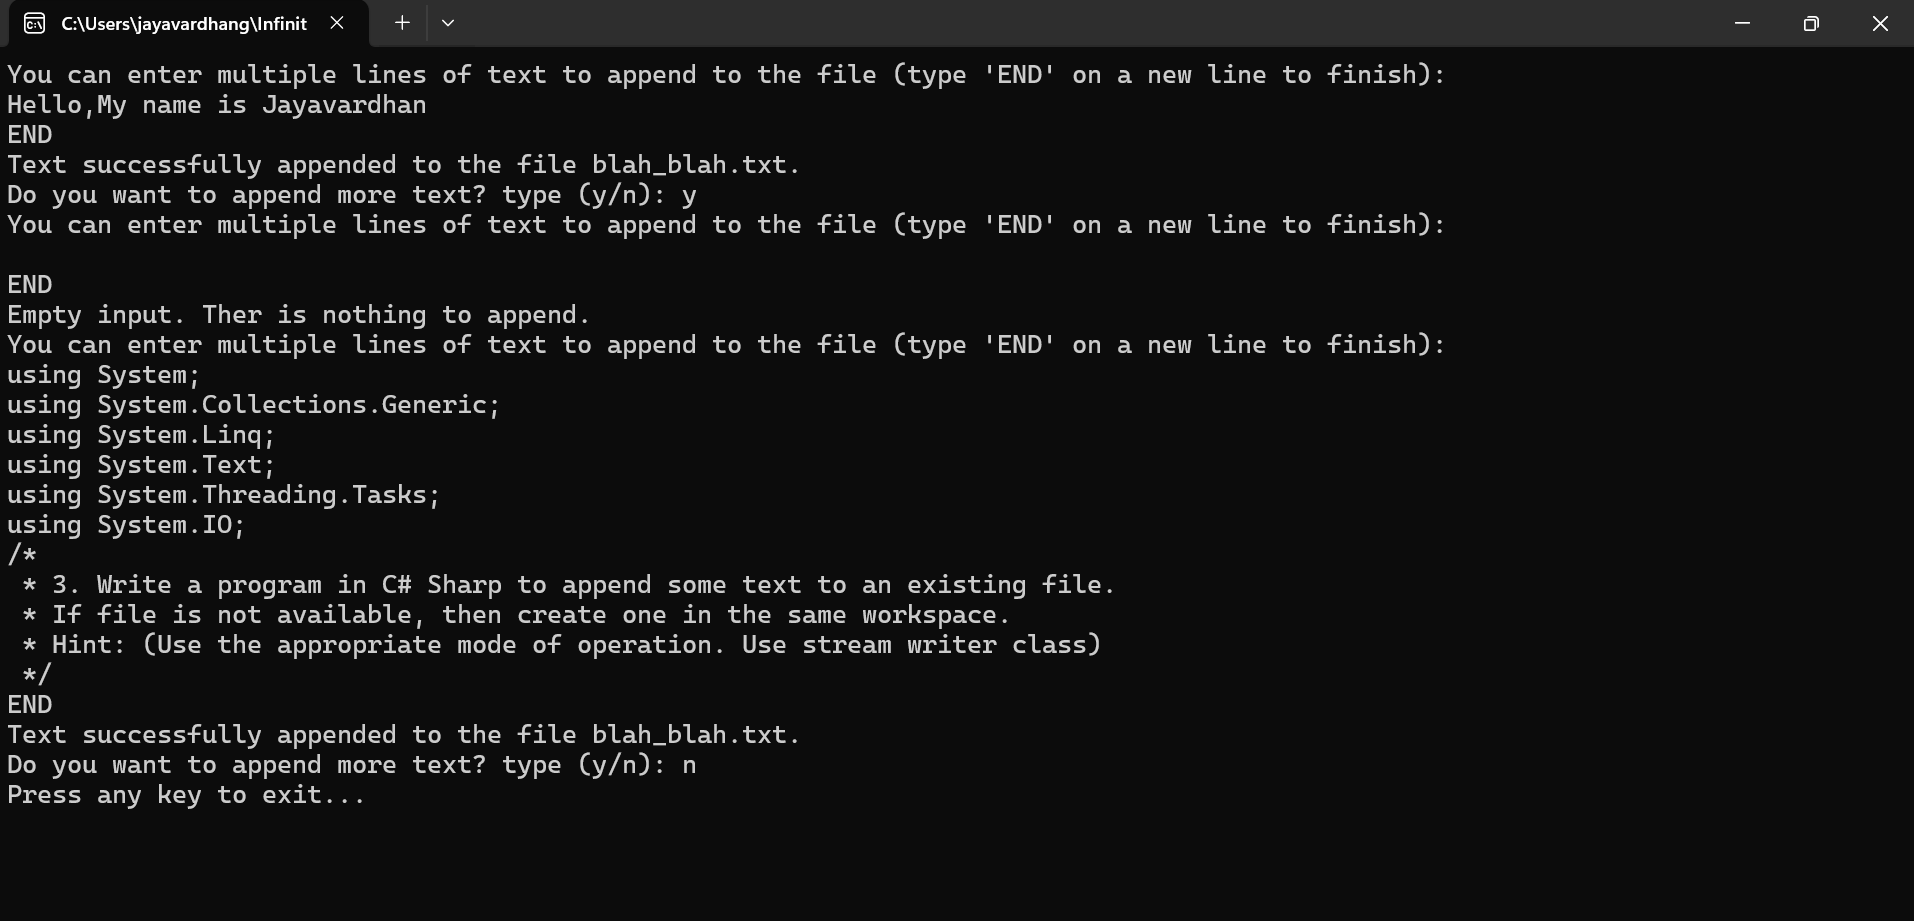 C:\Users\jayavardhang\Infinit
You can enter multiple lines of text to append to the file (type 'END' on a new line to finish):
Hello,My name is Jayavardhan
END
Text successfully appended to the file blah_blah.txt.
Do you want to append more text? type (y/n): y
You can enter multiple lines of text to append to the file (type 'END' on a new line to finish):

END
Empty input. Ther is nothing to append.
You can enter multiple lines of text to append to the file (type 'END' on a new line to finish):
using System;
using System.Collections.Generic;
using System.Linq;
using System.Text;
using System.Threading.Tasks;
using System.IO;
/*
 * 3. Write a program in C# Sharp to append some text to an existing file.
 * If file is not available, then create one in the same workspace.
 * Hint: (Use the appropriate mode of operation. Use stream writer class)
 */
END
Text successfully appended to the file blah_blah.txt.
Do you want to append more text? type (y/n): n
Press any key to exit...